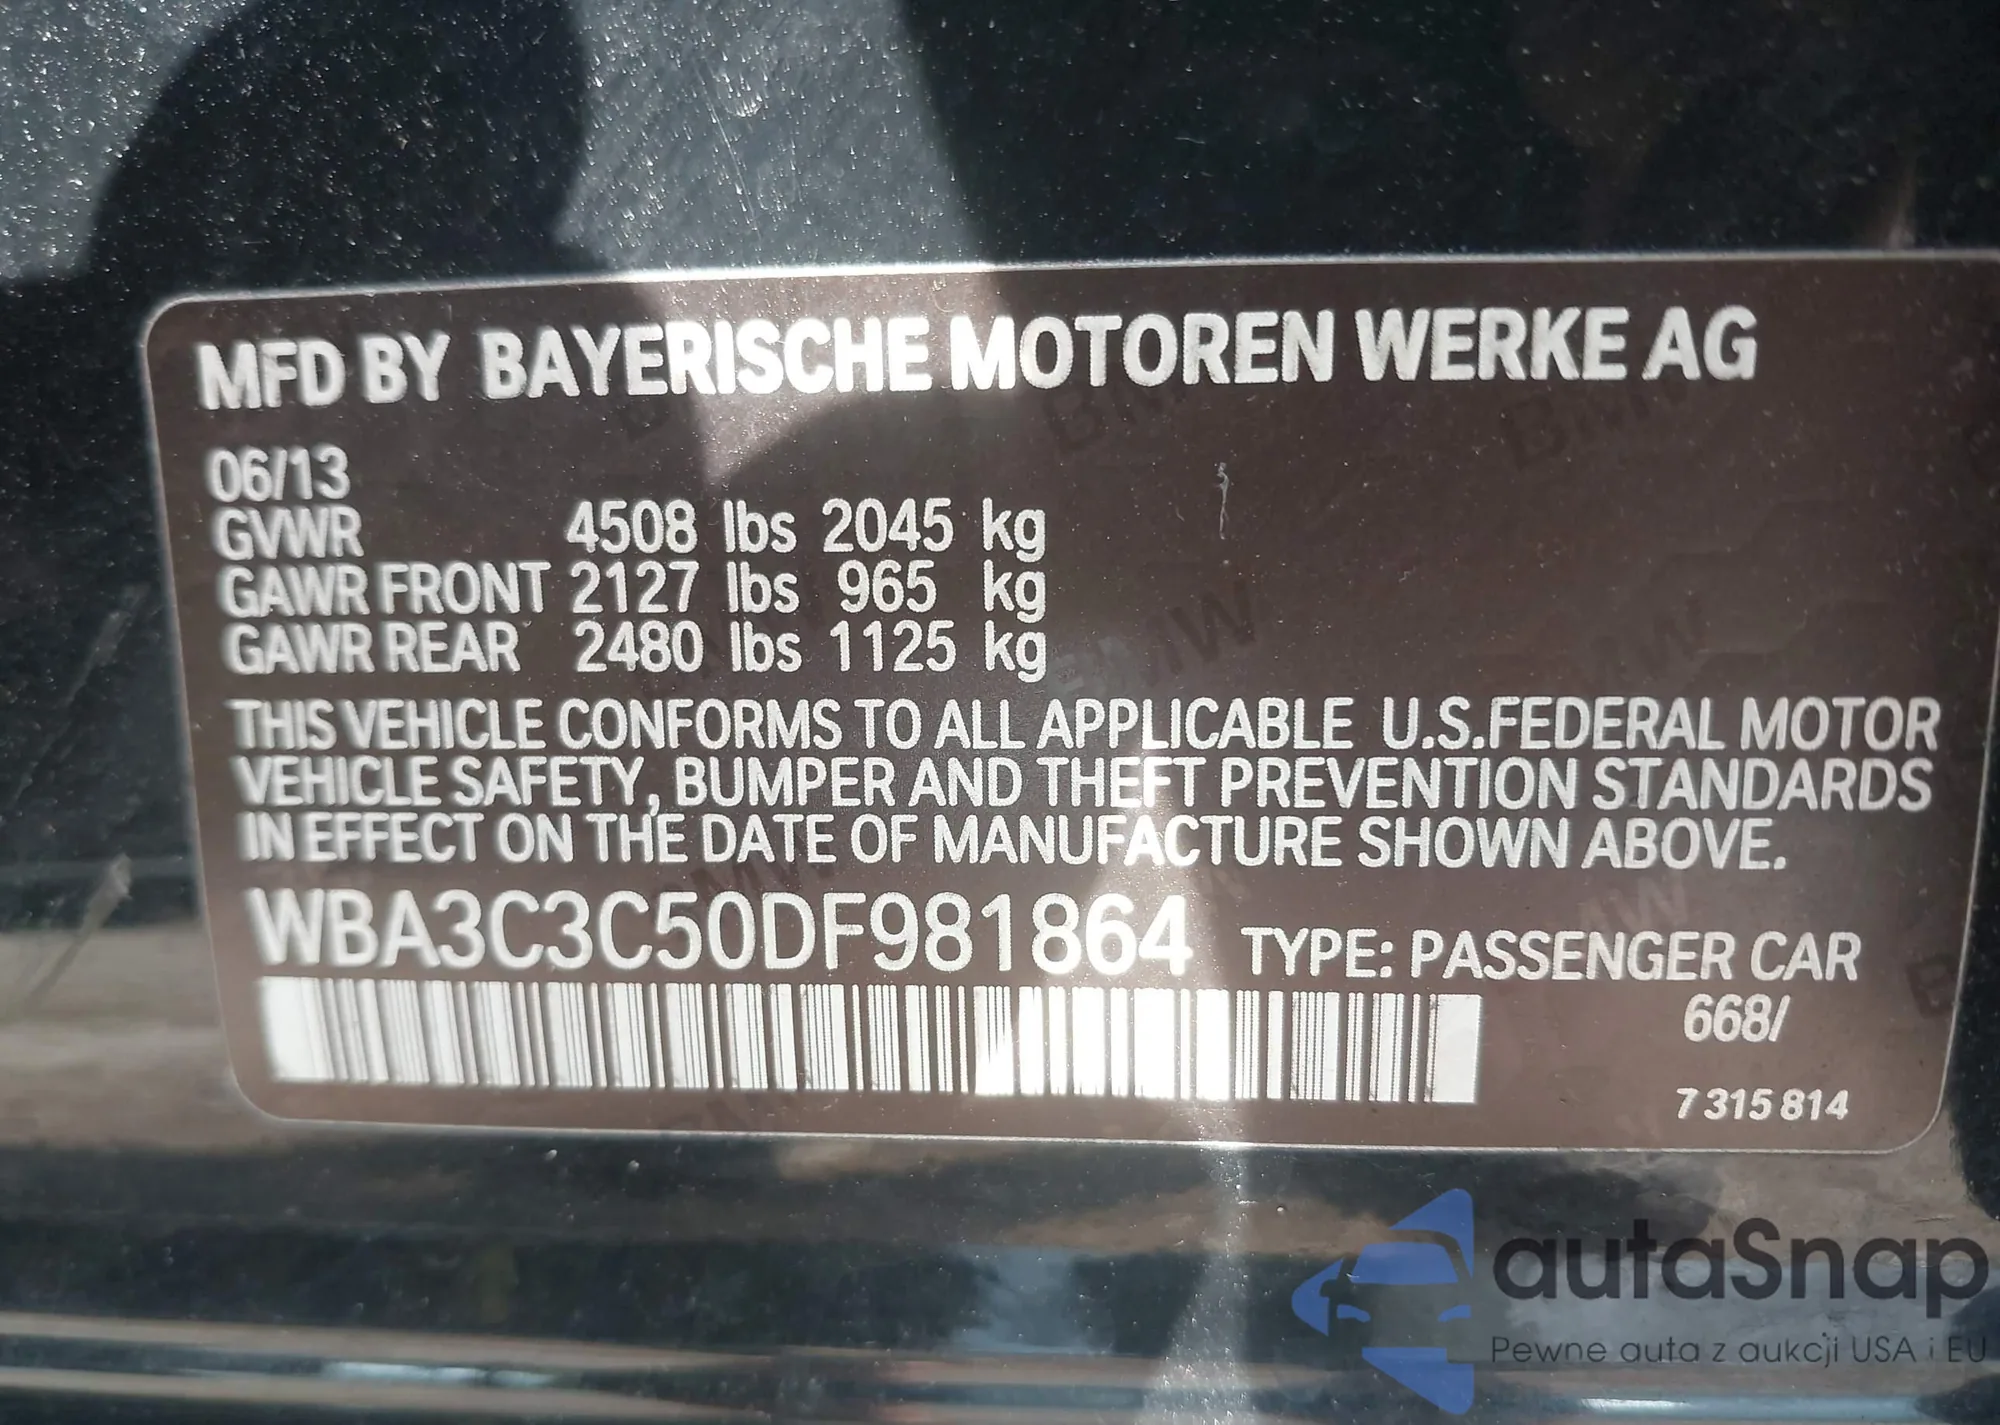 MFD BY BAYERISCHE MOTOREN WERKE AG
06/13
GVWR 4508 lbs 2045 kg
GAWR FRONT 2127 lbs 965 kg
GAWR REAR 2480 lbs 1125 kg
THIS VEHICLE CONFORMS TO ALL APPLICABLE U.S.FEDERAL MOTOR
VEHICLE SAFETY, BUMPER AND THEFT PREVENTION STANDARDS
IN EFFECT ON THE DATE OF MANUFACTURE SHOWN ABOVE.
WBA3C3C50DF981864 TYPE: PASSENGER CAR
668/
7 315 814
autaSnap
Pewne auta z aukcji USA i EU